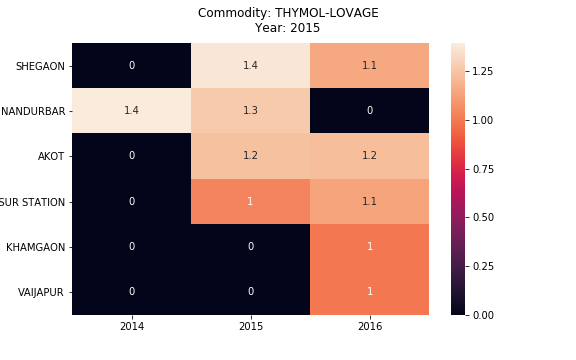 Commodity: THYMOL-LOVAGE
Year: 2015
SHEGAON 0 1.4 1.1
NANDURBAR 1.4 1.3 0
AKOT 0 1.2 1.2
SUR STATION 0 1 1.1
KHAMGAON 0 0 1
VAIJAPUR 0 0 1
2014 2015 2016
1.25
1.00
0.75
0.50
0.25
0.00